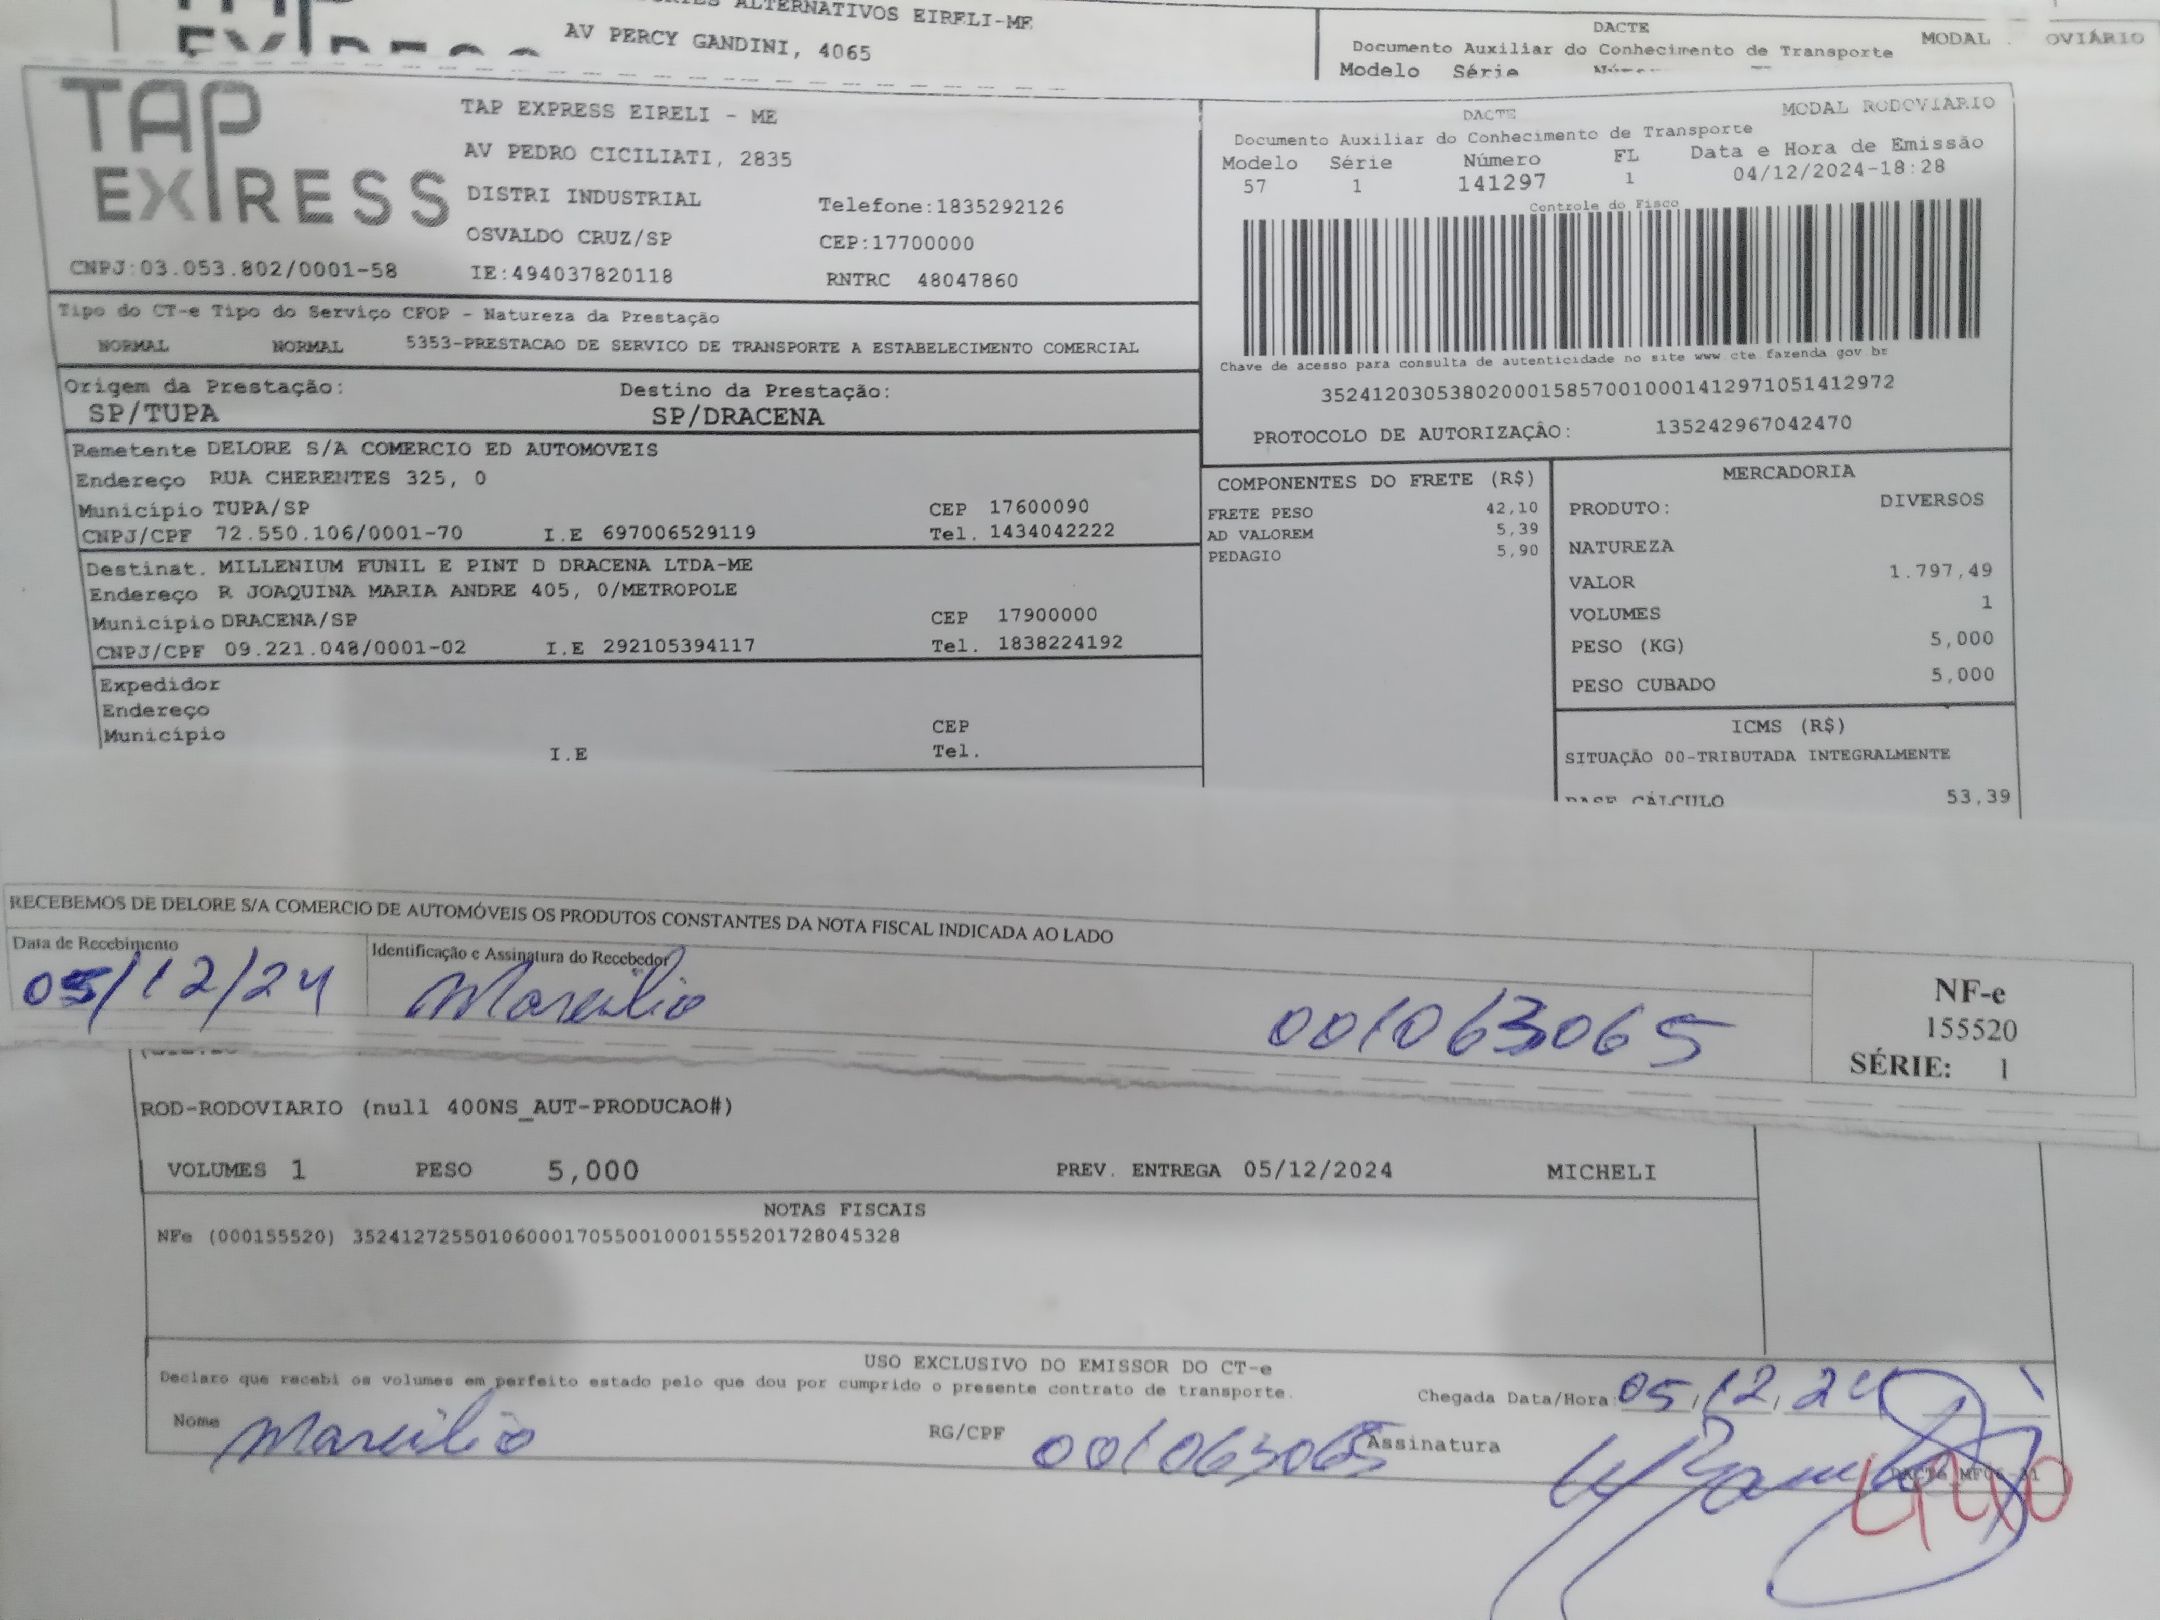 ALTERNATIVOS EIRELI-ME
AV PERCY GANDINI, 4065
DACTE
Documento Auxiliar do Conhecimento de Transporte
MODAL OVIÁRIO
Modelo Série
TAP EXPRESS
TAP EXPRESS EIRELI - ME
AV PEDRO CICILIATI, 2835
DISTRI INDUSTRIAL
Telefone:1835292126
OSVALDO CRUZ/SP
CEP:17700000
CNPJ:03.053.802/0001-58
IE:494037820118
RNTRC 48047860
DACTE
MODAL RODOVIARIO
Documento Auxiliar do Conhecimento de Transporte
Modelo Série Número FL Data e Hora de Emissão
57 1 141297 1 04/12/2024-18:28
Controle do Fisco
Chave de acesso para consulta de autenticidade no site www.cte.fazenda.gov.br
35241203053802000158570010001412971051412972
PROTOCOLO DE AUTORIZAÇÃO: 135242967042470
Tipo do CT-e Tipo do Serviço CFOP - Natureza da Prestação
NORMAL NORMAL 5353-PRESTACAO DE SERVICO DE TRANSPORTE A ESTABELECIMENTO COMERCIAL
Origem da Prestação: Destino da Prestação:
SP/TUPA SP/DRACENA
Remetente DELORE S/A COMERCIO ED AUTOMOVEIS
Endereço RUA CHERENTES 325, 0
Município TUPA/SP CEP 17600090
CNPJ/CPF 72.550.106/0001-70 I.E 697006529119 Tel. 1434042222
Destinat. MILLENIUM FUNIL E PINT D DRACENA LTDA-ME
Endereço R JOAQUINA MARIA ANDRE 405, 0/METROPOLE
Município DRACENA/SP CEP 17900000
CNPJ/CPF 09.221.048/0001-02 I.E 292105394117 Tel. 1838224192
Expedidor
Endereço
Município CEP
I.E Tel.
COMPONENTES DO FRETE (R$)
FRETE PESO 42,10
AD VALOREM 5,39
PEDAGIO 5,90
MERCADORIA
PRODUTO: DIVERSOS
NATUREZA
VALOR 1.797,49
VOLUMES 1
PESO (KG) 5,000
PESO CUBADO 5,000
ICMS (R$)
SITUAÇÃO 00-TRIBUTADA INTEGRALMENTE
BASE CÁLCULO 53,39
RECEBEMOS DE DELORE S/A COMERCIO DE AUTOMÓVEIS OS PRODUTOS CONSTANTES DA NOTA FISCAL INDICADA AO LADO
Data de Recebimento Identificação e Assinatura do Recebedor
05/12/24 Marcilio 001063065
NF-e
155520
SÉRIE: 1
ROD-RODOVIARIO (null 400NS_AUT-PRODUCAO#)
VOLUMES 1 PESO 5,000 PREV. ENTREGA 05/12/2024 MICHELI
NOTAS FISCAIS
NFe (000155520) 35241272550106000170550010001555201728045328
USO EXCLUSIVO DO EMISSOR DO CT-e
Declaro que recebi os volumes em perfeito estado pelo que dou por cumprido o presente contrato de transporte.
Chegada Data/Hora: 05/12/24
Nome Marcilio RG/CPF 001063065 Assinatura